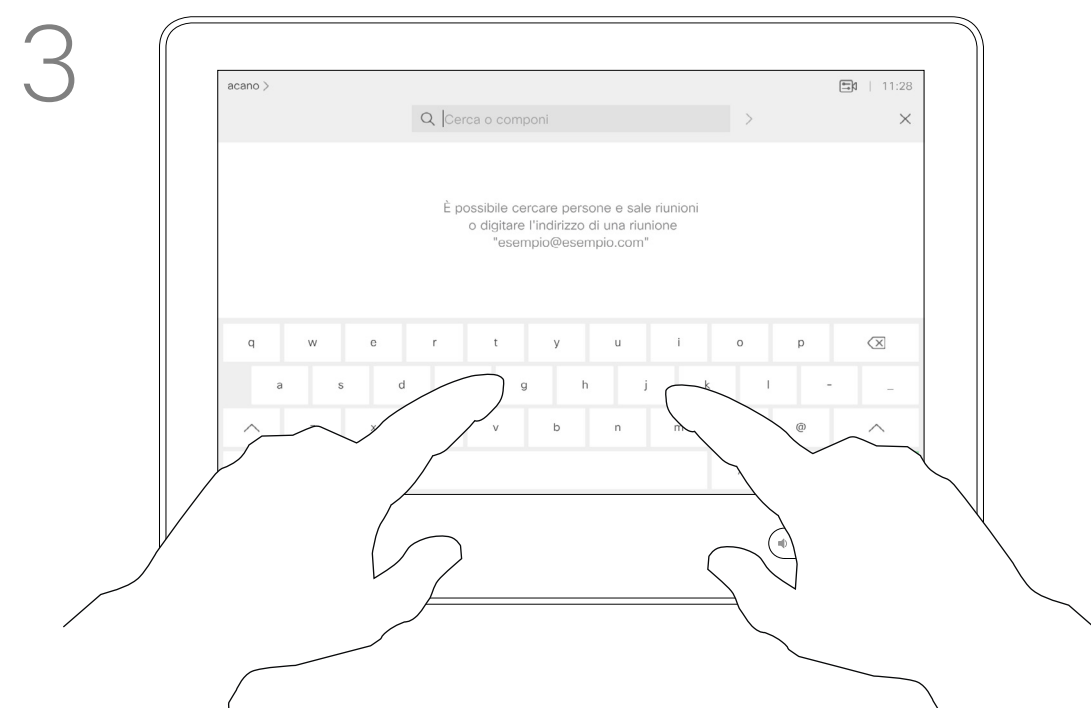 3
acano >
11:28
Cerca o componi
È possibile cercare persone e sale riunioni
o digitare l'indirizzo di una riunione
"esempio@esempio.com"
q w e r t y u i o p
a s d g h j k l - _
x v b n m @